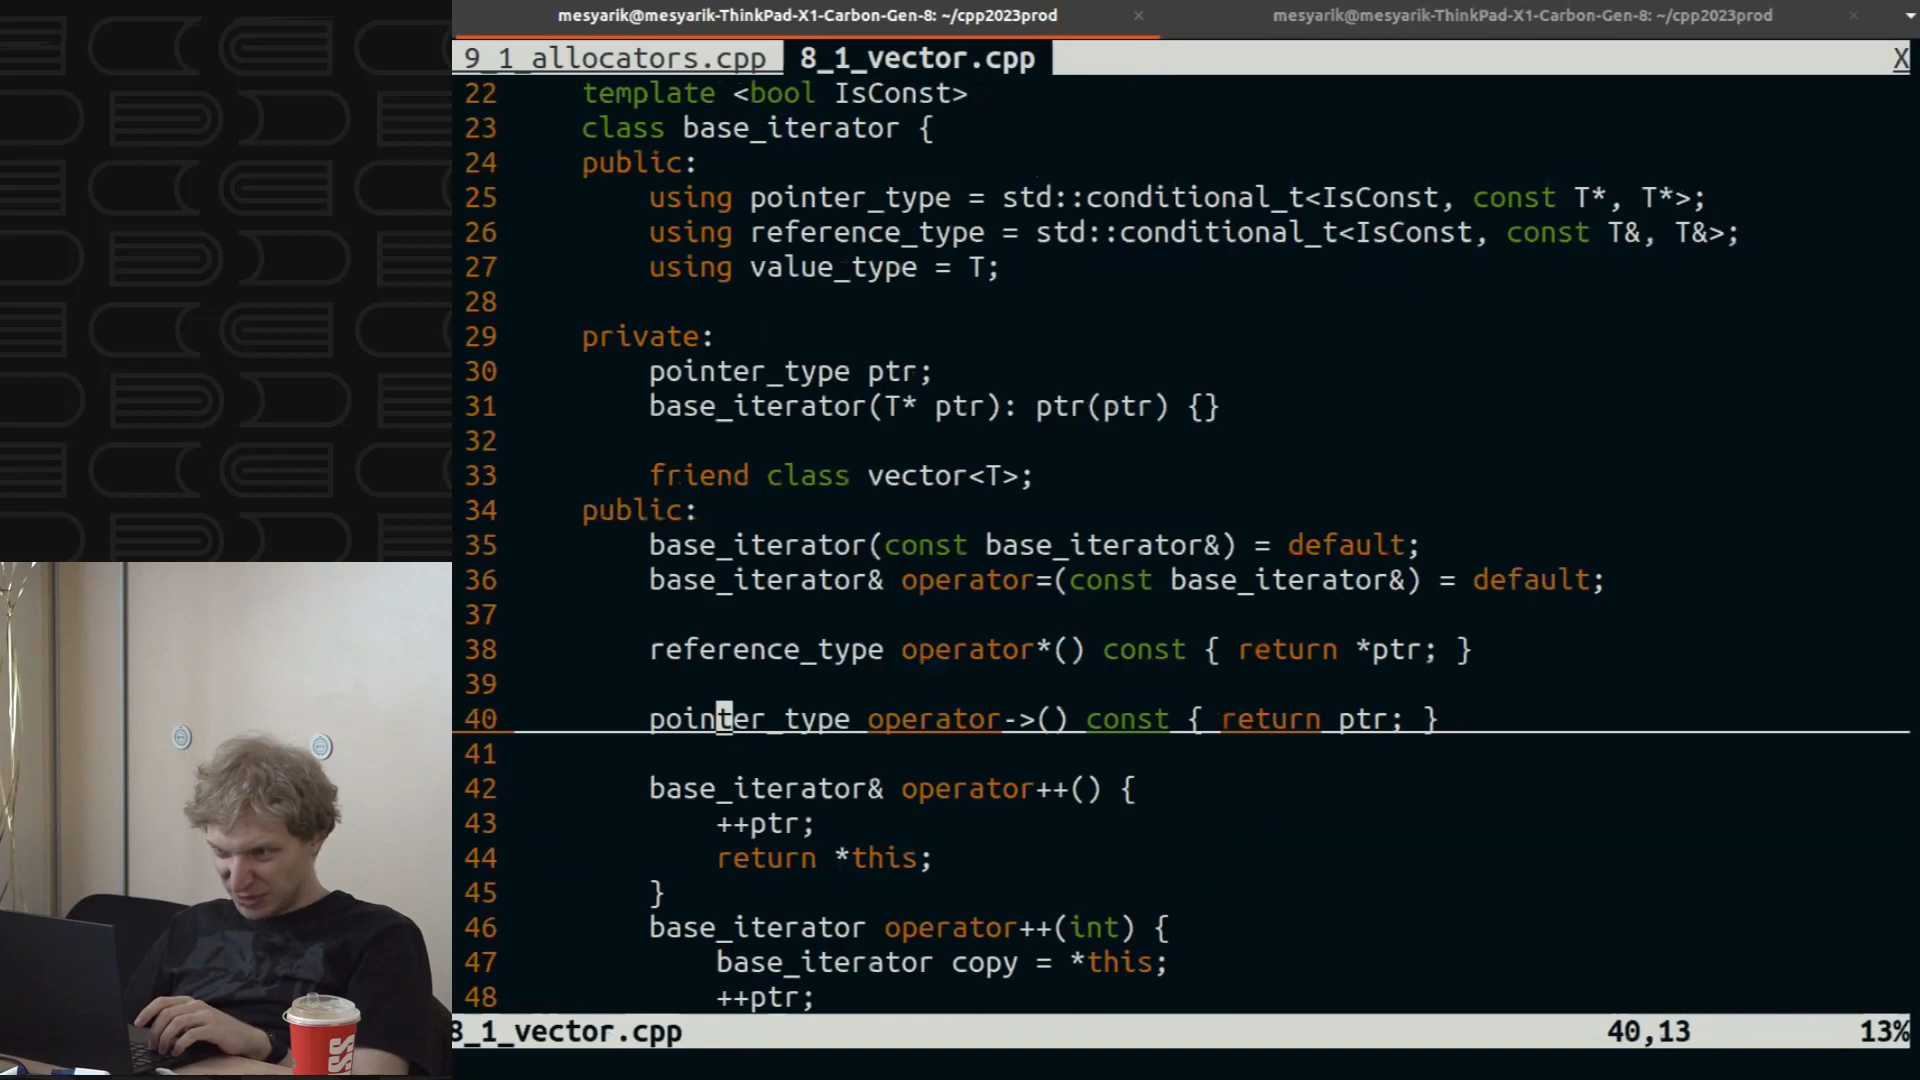 mesyarik@mesyarik-ThinkPad-X1-Carbon-Gen-8: ~/cpp2023prod × mesyarik@mesyarik-ThinkPad-X1-Carbon-Gen-8: ~/cpp2023prod ×
9_1_allocators.cpp 8_1_vector.cpp X
22 template <bool IsConst>
23 class base_iterator {
24 public:
25 using pointer_type = std::conditional_t<IsConst, const T*, T*>;
26 using reference_type = std::conditional_t<IsConst, const T&, T&>;
27 using value_type = T;
28
29 private:
30 pointer_type ptr;
31 base_iterator(T* ptr): ptr(ptr) {}
32
33 friend class vector<T>;
34 public:
35 base_iterator(const base_iterator&) = default;
36 base_iterator& operator=(const base_iterator&) = default;
37
38 reference_type operator*() const { return *ptr; }
39
40 pointer_type operator->() const { return ptr; }
41
42 base_iterator& operator++() {
43 ++ptr;
44 return *this;
45 }
46 base_iterator operator++(int) {
47 base_iterator copy = *this;
48 ++ptr;
8_1_vector.cpp 40,13 13%